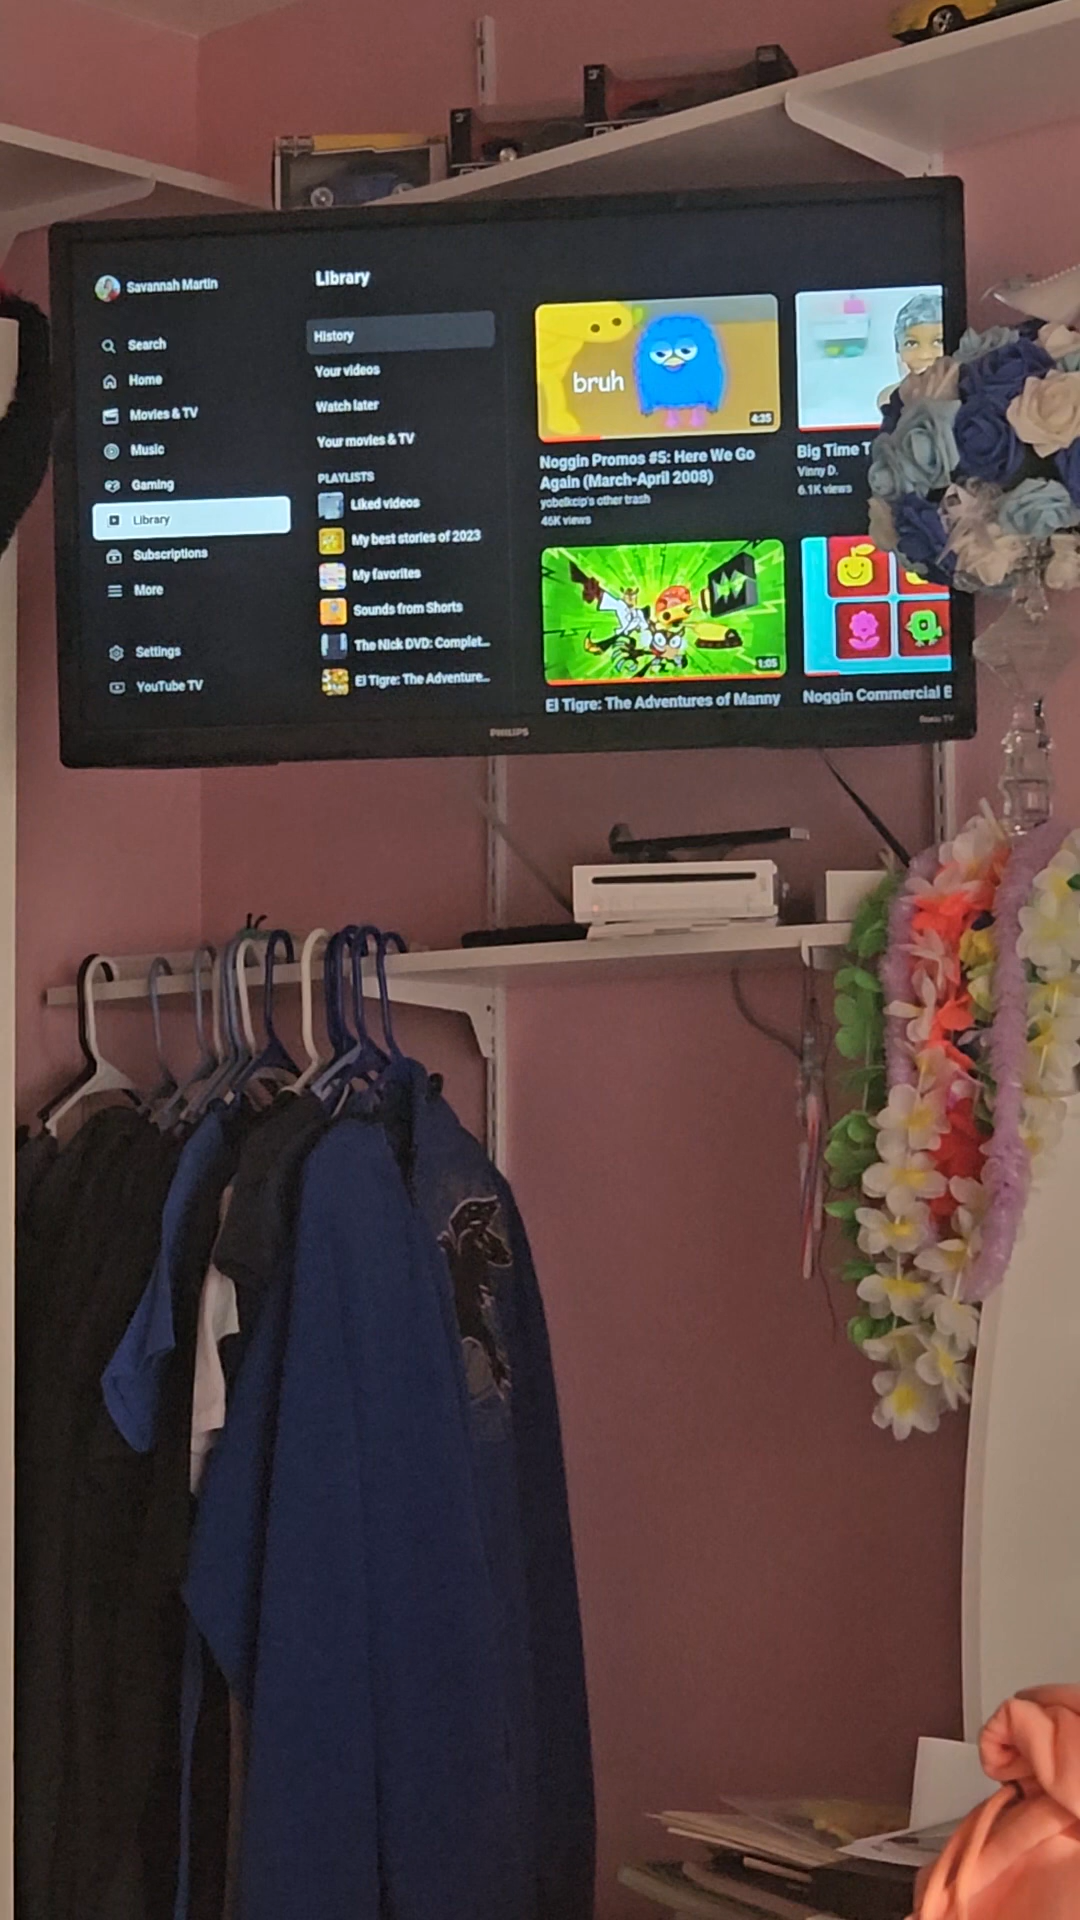 Savannah Martin
Search
Home
Movies & TV
Music
Gaming
Library
Subscriptions
More
Settings
YouTube TV
Library
History
Your videos
Watch later
Your movies & TV
PLAYLISTS
Liked videos
My best stories of 2023
My favorites
Sounds from Shorts
The Nick DVD: Complet...
El Tigre: The Adventure...
bruh
4:35
Noggin Promos #5: Here We Go
Again (March-April 2008)
yobelkcip's other trash
46K views
Big Time T
Vinny D.
6.1K views
1:05
El Tigre: The Adventures of Manny
Noggin Commercial B
PHILIPS
Roku TV